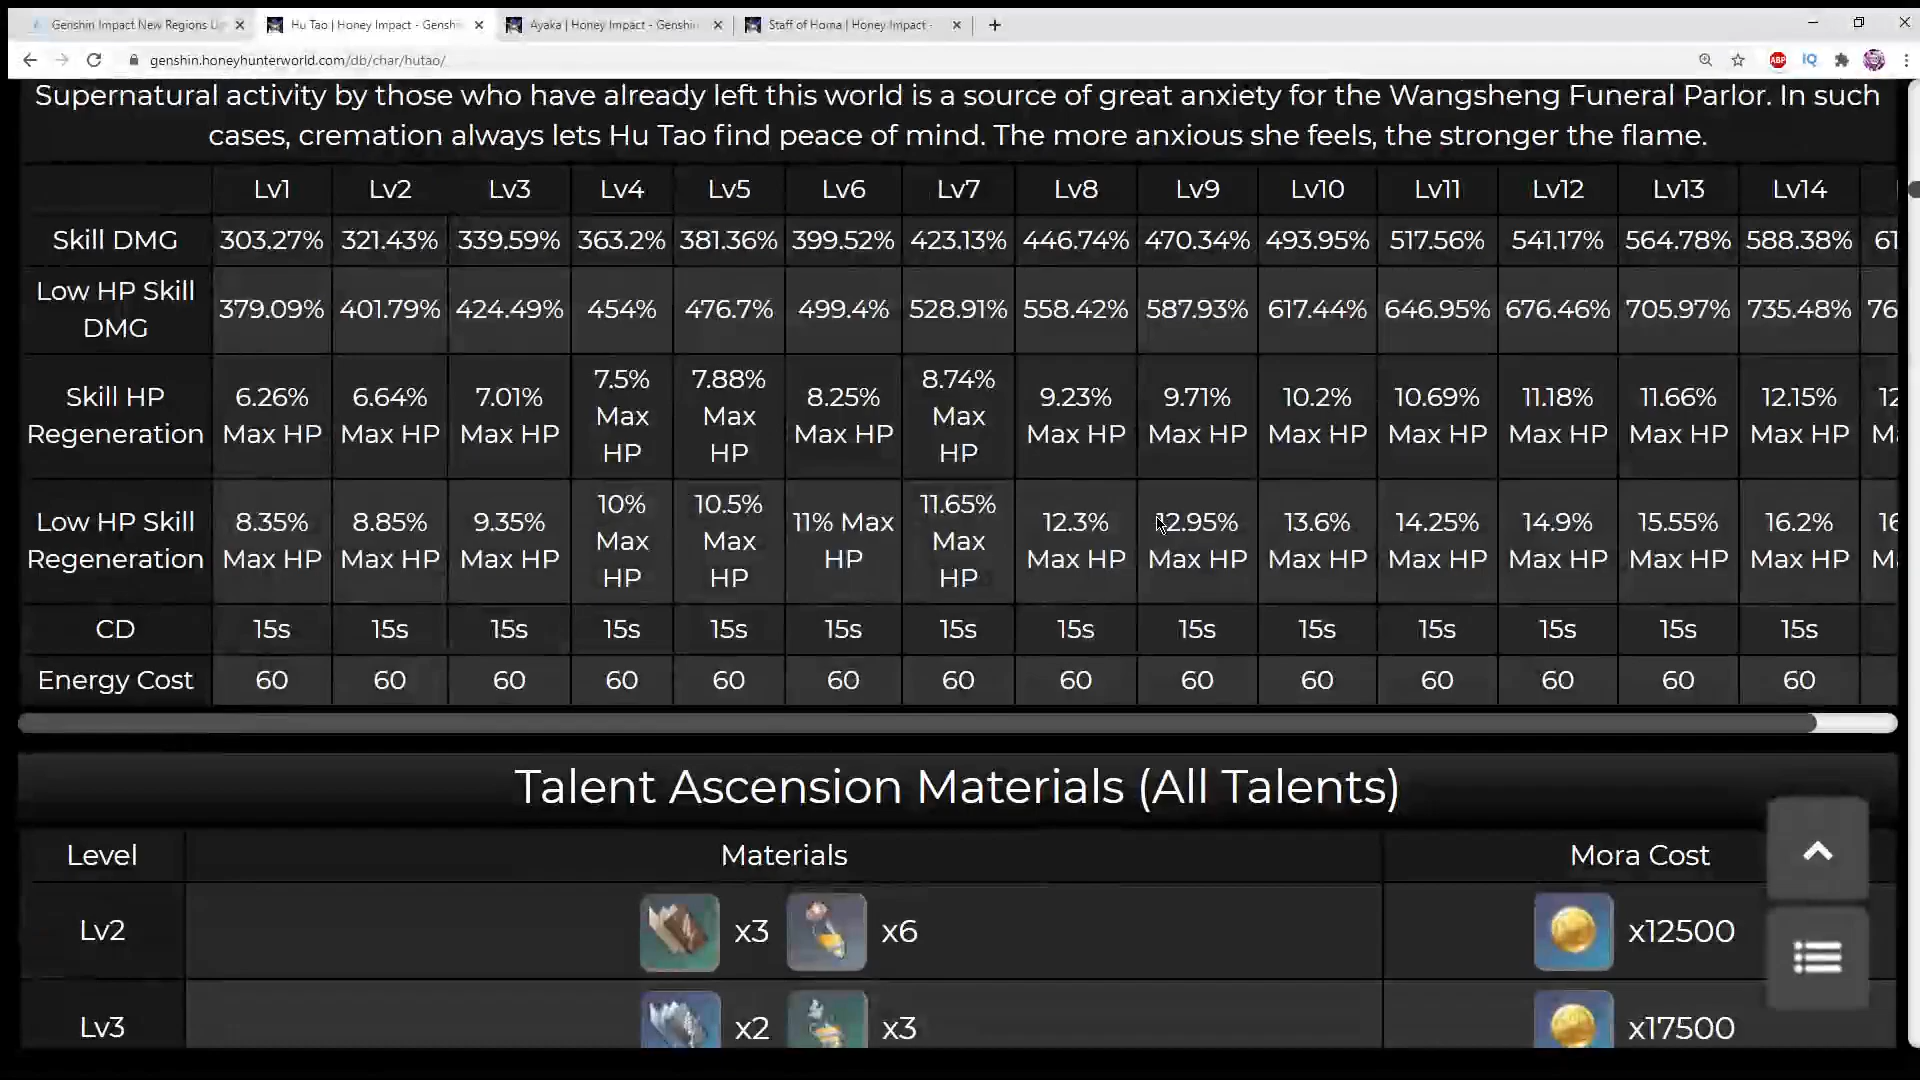 Genshin Impact New Regions
Hu Tao | Honey Impact - Genshin
Ayaka | Honey Impact - Genshin
Staff of Homa | Honey Impact -
genshin.honeyhunterworld.com/db/char/hutao/
ABP
IQ
Supernatural activity by those who have already left this world is a source of great anxiety for the Wangsheng Funeral Parlor. In such
cases, cremation always lets Hu Tao find peace of mind. The more anxious she feels, the stronger the flame.
Lv1 Lv2 Lv3 Lv4 Lv5 Lv6 Lv7 Lv8 Lv9 Lv10 Lv11 Lv12 Lv13 Lv14
Skill DMG 303.27% 321.43% 339.59% 363.2% 381.36% 399.52% 423.13% 446.74% 470.34% 493.95% 517.56% 541.17% 564.78% 588.38% 61
Low HP Skill
DMG
379.09% 401.79% 424.49% 454% 476.7% 499.4% 528.91% 558.42% 587.93% 617.44% 646.95% 676.46% 705.97% 735.48% 76
Skill HP
Regeneration
6.26%
Max HP
6.64%
Max HP
7.01%
Max HP
7.5%
Max
HP
7.88%
Max
HP
8.25%
Max HP
8.74%
Max
HP
9.23%
Max HP
9.71%
Max HP
10.2%
Max HP
10.69%
Max HP
11.18%
Max HP
11.66%
Max HP
12.15%
Max HP
12
Low HP Skill
Regeneration
8.35%
Max HP
8.85%
Max HP
9.35%
Max HP
10%
Max
HP
10.5%
Max
HP
11% Max
HP
11.65%
Max
HP
12.3%
Max HP
12.95%
Max HP
13.6%
Max HP
14.25%
Max HP
14.9%
Max HP
15.55%
Max HP
16.2%
Max HP
16
CD 15s 15s 15s 15s 15s 15s 15s 15s 15s 15s 15s 15s 15s 15s
Energy Cost 60 60 60 60 60 60 60 60 60 60 60 60 60 60
Talent Ascension Materials (All Talents)
Level Materials Mora Cost
Lv2 x3 x6 x12500
Lv3 x2 x3 x17500